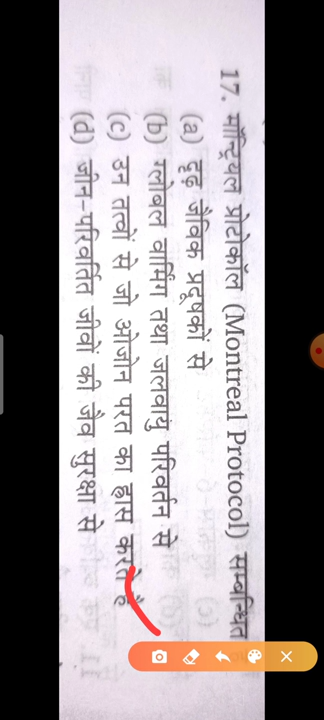 17. मॉन्ट्रियल प्रोटोकॉल (Montreal Protocol) सम्बन्धित
(a) दृढ़ जैविक प्रदूषकों से
(b) ग्लोबल वार्मिंग तथा जलवायु परिवर्तन से
(c) उन तत्वों से जो ओजोन परत का ह्रास करते हैं
(d) जीन-परिवर्तित जीवों की जैव सुरक्षा से